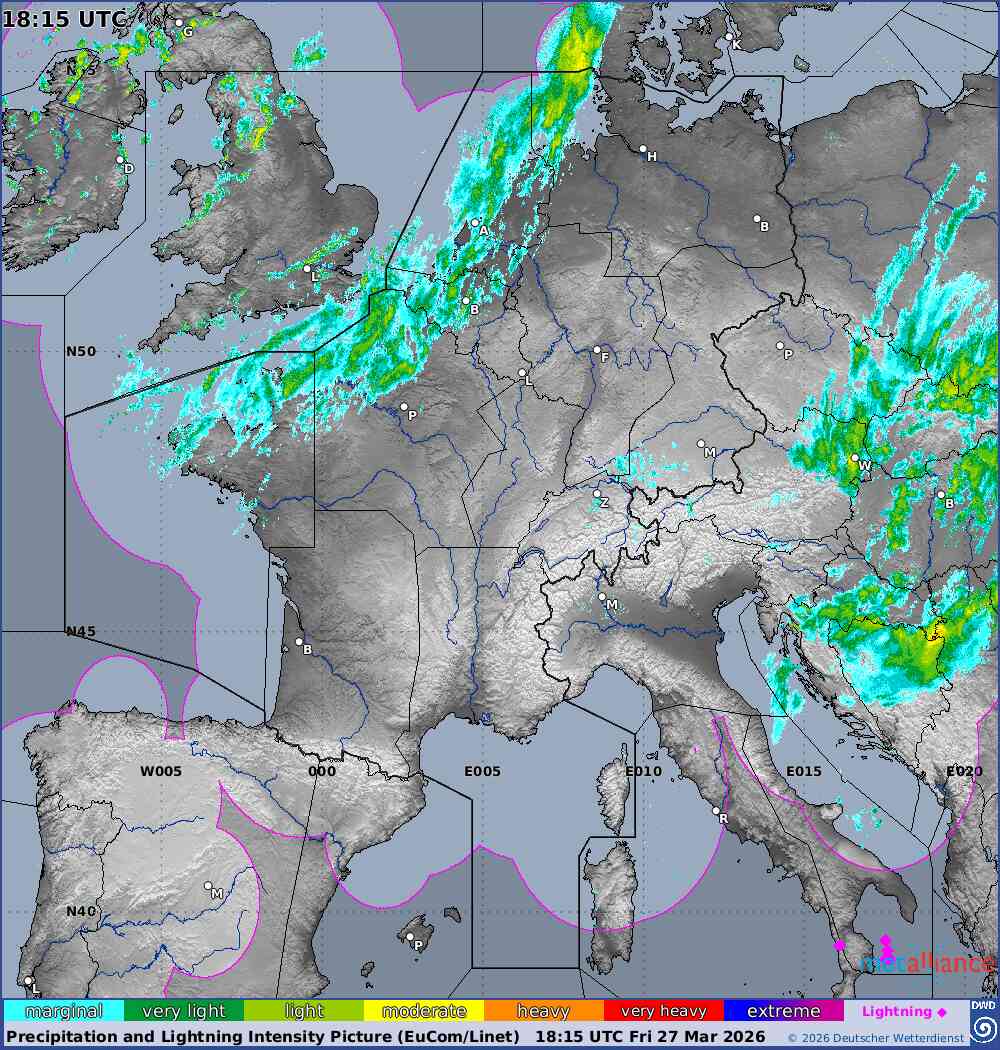 18:15 UTC
G
K
N55
D
H
B
A
L
B
N50
F
P
L
P
M
W
Z
B
M
N45
B
W005
000
E005
E010
E015
E020
R
M
N40
P
L
metalliance
marginal very light light moderate heavy very heavy extreme Lightning
DWD
Precipitation and Lightning Intensity Picture (EuCom/Linet) 18:15 UTC Fri 27 Mar 2026 © 2026 Deutscher Wetterdienst